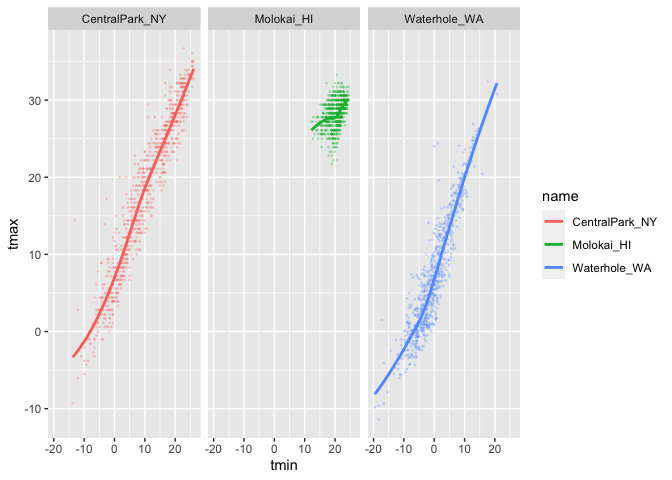 CentralPark_NY
Molokai_HI
Waterhole_WA
30
20
10
0
-10
tmax
-20 -10 0 10 20
-20 -10 0 10 20
-20 -10 0 10 20
tmin
name
CentralPark_NY
Molokai_HI
Waterhole_WA